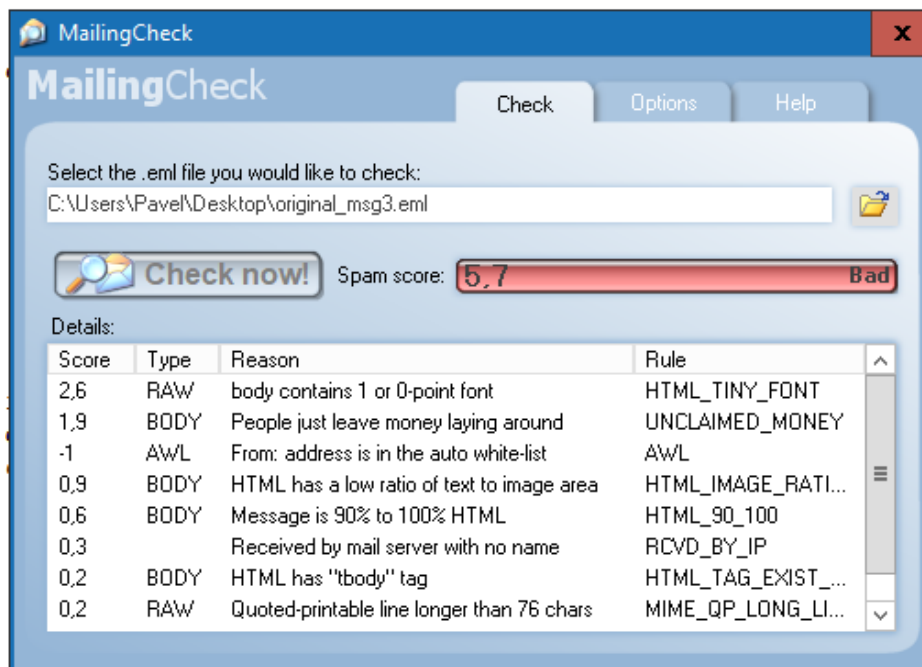 MailingCheck
x
MailingCheck
Check Options Help
Select the .eml file you would like to check:
C:\Users\Pavel\Desktop\original_msg3.eml
Check now! Spam score: 5,7 Bad
Details:
Score Type Reason Rule
2,6 RAW body contains 1 or 0-point font HTML_TINY_FONT
1,9 BODY People just leave money laying around UNCLAIMED_MONEY
-1 AWL From: address is in the auto white-list AWL
0,9 BODY HTML has a low ratio of text to image area HTML_IMAGE_RATI...
0,6 BODY Message is 90% to 100% HTML HTML_90_100
0,3 Received by mail server with no name RCVD_BY_IP
0,2 BODY HTML has "tbody" tag HTML_TAG_EXIST_...
0,2 RAW Quoted-printable line longer than 76 chars MIME_QP_LONG_LI...